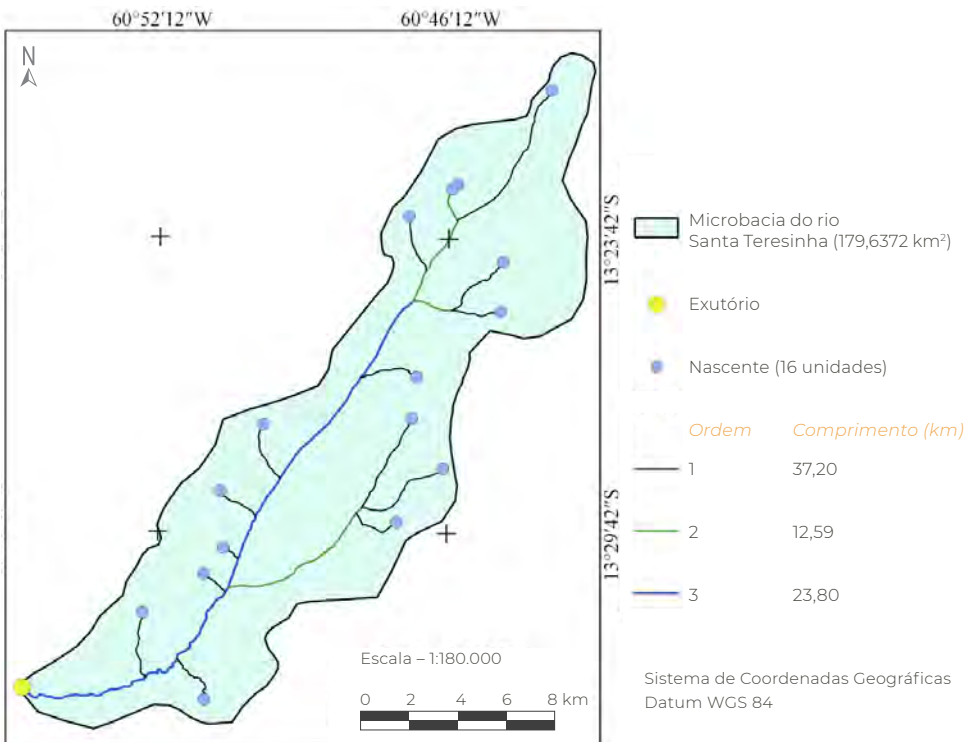 60°52'12"W
60°46'12"W
N
13°23'42"S
13°29'42"S
Microbacia do rio
Santa Teresinha (179,6372 km²)
Exutório
Nascente (16 unidades)
Ordem Comprimento (km)
1 37,20
2 12,59
3 23,80
Escala – 1:180.000
0 2 4 6 8 km
Sistema de Coordenadas Geográficas
Datum WGS 84